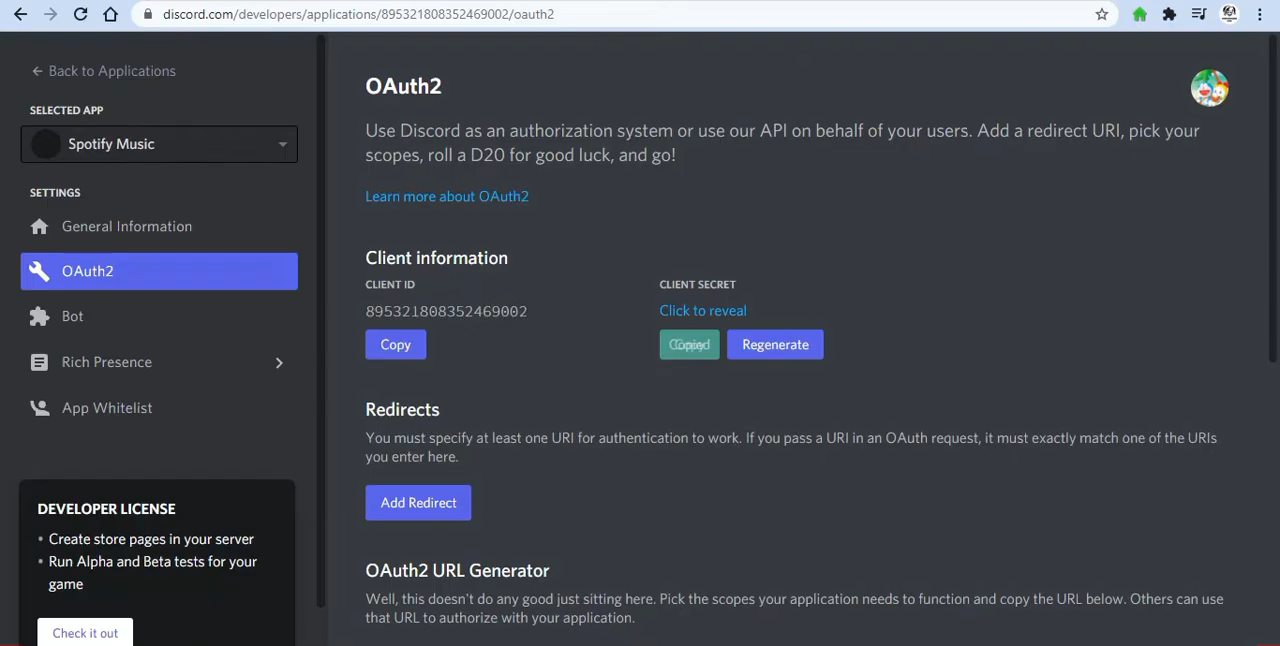 discord.com/developers/applications/895321808352469002/oauth2
Back to Applications
SELECTED APP
Spotify Music
SETTINGS
General Information
OAuth2
Bot
Rich Presence
App Whitelist
DEVELOPER LICENSE
• Create store pages in your server
• Run Alpha and Beta tests for your
game
Check it out
OAuth2
Use Discord as an authorization system or use our API on behalf of your users. Add a redirect URI, pick your
scopes, roll a D20 for good luck, and go!
Learn more about OAuth2
Client information
CLIENT ID
895321808352469002
Copy
CLIENT SECRET
Click to reveal
Regenerate
Redirects
You must specify at least one URI for authentication to work. If you pass a URI in an OAuth request, it must exactly match one of the URIs
you enter here.
Add Redirect
OAuth2 URL Generator
Well, this doesn't do any good just sitting here. Pick the scopes your application needs to function and copy the URL below. Others can use
that URL to authorize with your application.